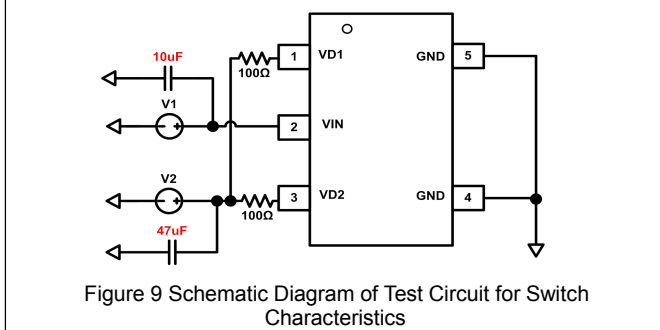 10uF
100Ω
1
VD1
GND
5
V1
2
VIN
V2
100Ω
3
VD2
GND
4
47uF
Figure 9 Schematic Diagram of Test Circuit for Switch
Characteristics